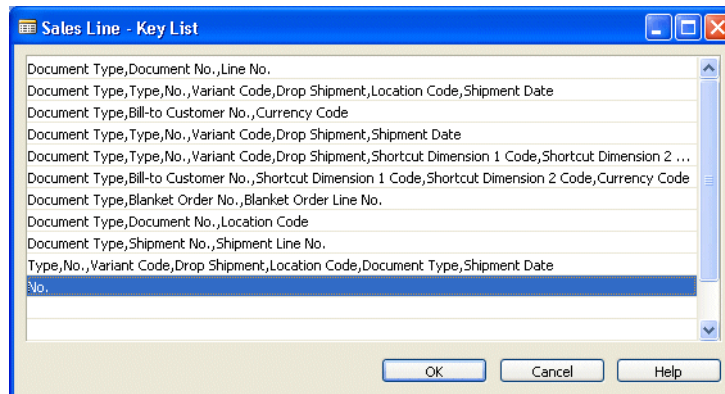 Sales Line - Key List
Document Type,Document No.,Line No.
Document Type,Type,No.,Variant Code,Drop Shipment,Location Code,Shipment Date
Document Type,Bill-to Customer No.,Currency Code
Document Type,Type,No.,Variant Code,Drop Shipment,Shipment Date
Document Type,Type,No.,Variant Code,Drop Shipment,Shortcut Dimension 1 Code,Shortcut Dimension 2 ...
Document Type,Bill-to Customer No.,Shortcut Dimension 1 Code,Shortcut Dimension 2 Code,Currency Code
Document Type,Blanket Order No.,Blanket Order Line No.
Document Type,Document No.,Location Code
Document Type,Shipment No.,Shipment Line No.
Type,No.,Variant Code,Drop Shipment,Location Code,Document Type,Shipment Date
No.
OK Cancel Help